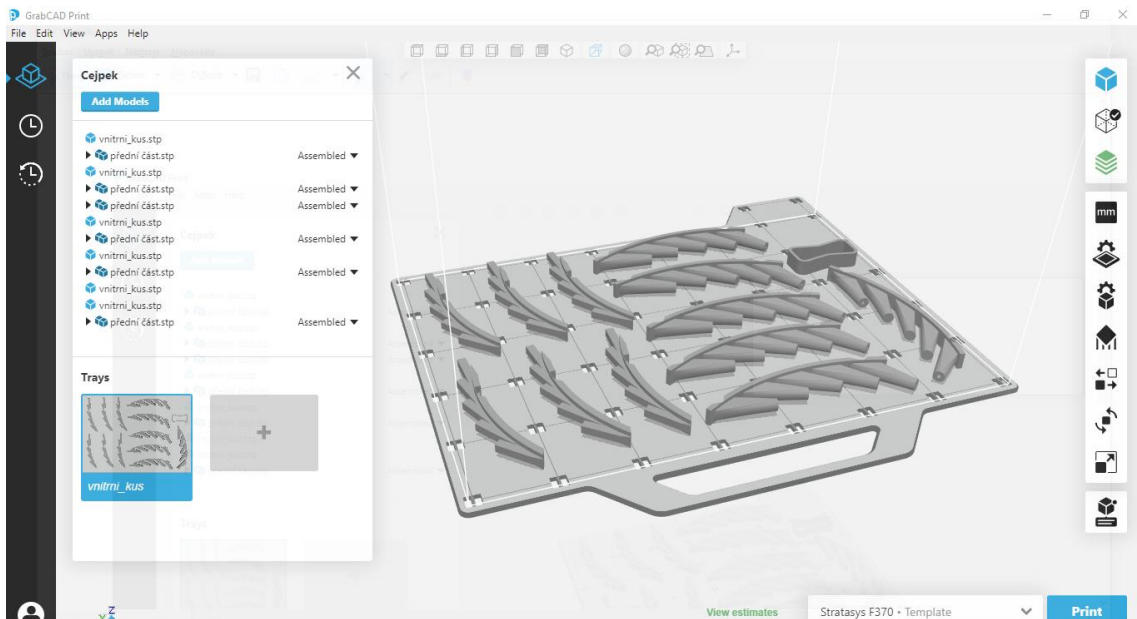 GrabCAD Print
File Edit View Apps Help
Cejpek
Add Models
vnitrni_kus.stp
přední část.stp Assembled
vnitrni_kus.stp
přední část.stp Assembled
přední část.stp Assembled
vnitrni_kus.stp
přední část.stp Assembled
vnitrni_kus.stp
přední část.stp Assembled
vnitrni_kus.stp
vnitrni_kus.stp
přední část.stp Assembled
Trays
vnitrni_kus
mm
Z
Y
View estimates
Stratasys F370 • Template
Print